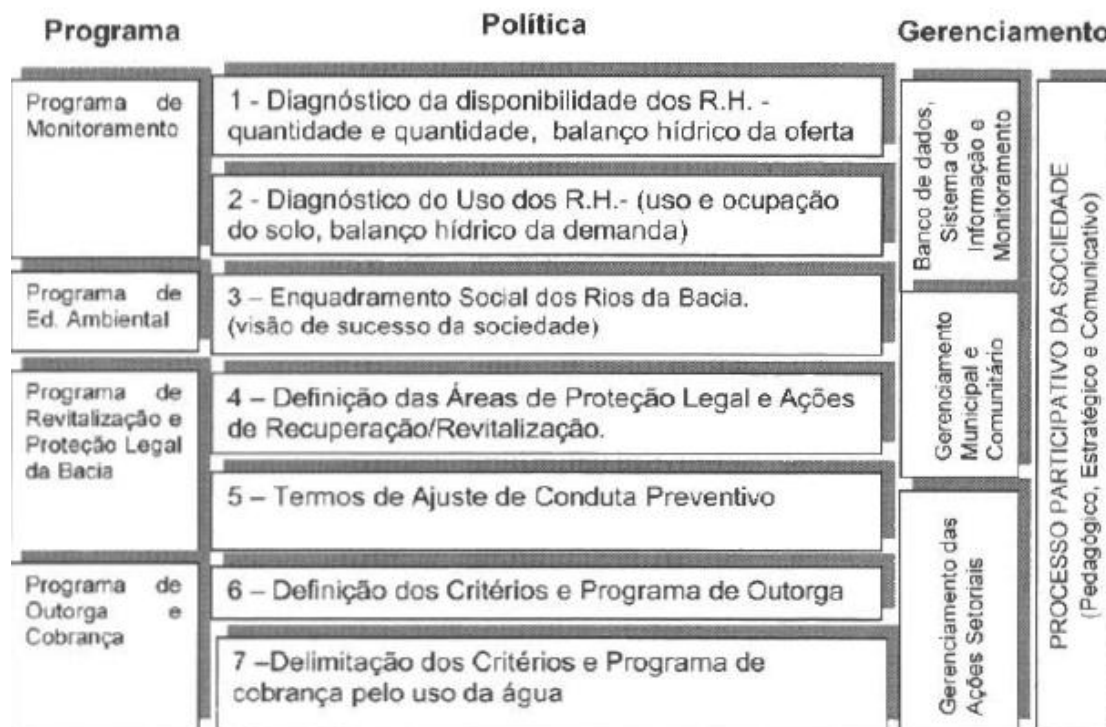 Programa
Política
Gerenciamento
Programa de
Monitoramento
1 - Diagnóstico da disponibilidade dos R.H. -
quantidade e quantidade, balanço hídrico da oferta
2 - Diagnóstico do Uso dos R.H.- (uso e ocupação
do solo, balanço hídrico da demanda)
Programa de
Ed. Ambiental
3 – Enquadramento Social dos Rios da Bacia.
(visão de sucesso da sociedade)
Programa de
Revitalização e
Proteção Legal
da Bacia
4 – Definição das Áreas de Proteção Legal e Ações
de Recuperação/Revitalização.
5 – Termos de Ajuste de Conduta Preventivo
Programa de
Outorga e
Cobrança
6 – Definição dos Critérios e Programa de Outorga
7 –Delimitação dos Critérios e Programa de
cobrança pelo uso da água
Banco de dados,
Sistema de
Informação e
Monitoramento
Gerenciamento
Municipal e
Comunitário
Gerenciamento das
Ações Setoriais
PROCESSO PARTICIPATIVO DA SOCIEDADE
(Pedagógico, Estratégico e Comunicativo)